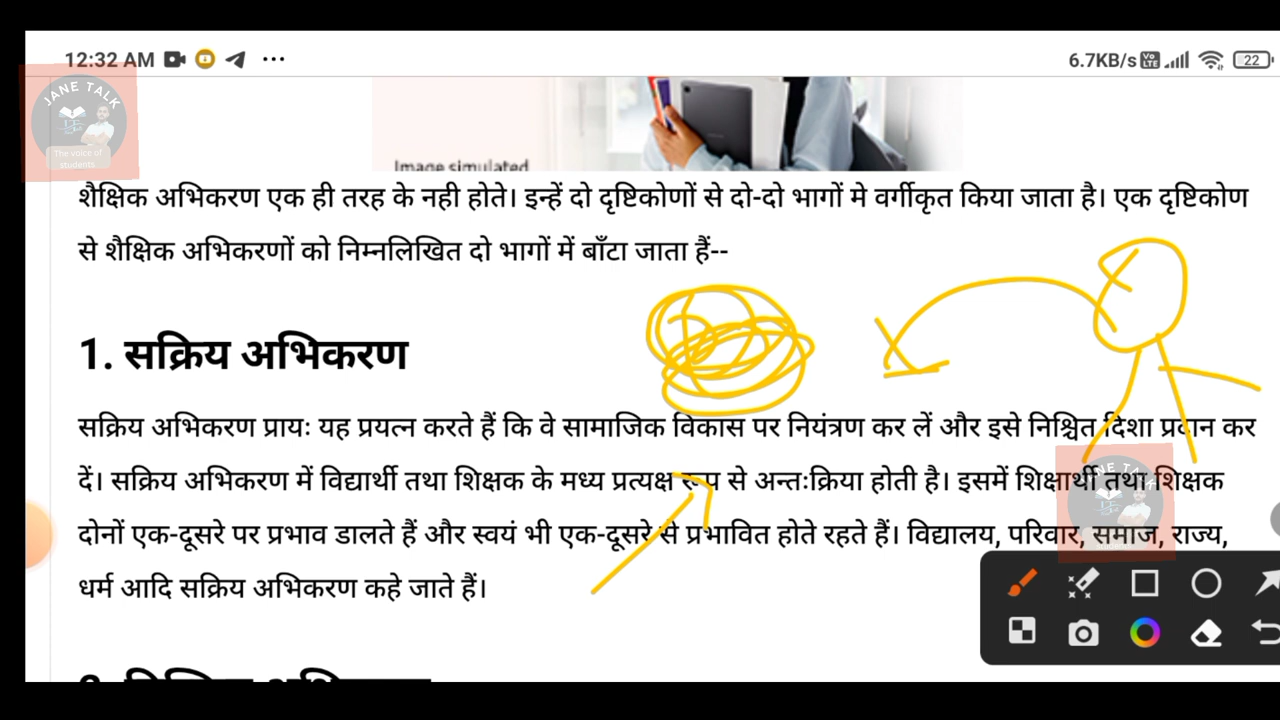 12:32 AM ... 6.7KB/s Vo LTE 22
JANE TALK
The voice of
students
Image simulated
शैक्षिक अभिकरण एक ही तरह के नही होते। इन्हें दो दृष्टिकोणों से दो-दो भागों मे वर्गीकृत किया जाता है। एक दृष्टिकोण
से शैक्षिक अभिकरणों को निम्नलिखित दो भागों में बाँटा जाता हैं--
1. सक्रिय अभिकरण
सक्रिय अभिकरण प्रायः यह प्रयत्न करते हैं कि वे सामाजिक विकास पर नियंत्रण कर लें और इसे निश्चित दिशा प्रदान कर
दें। सक्रिय अभिकरण में विद्यार्थी तथा शिक्षक के मध्य प्रत्यक्ष रूप से अन्तःक्रिया होती है। इसमें शिक्षार्थी तथा शिक्षक
दोनों एक-दूसरे पर प्रभाव डालते हैं और स्वयं भी एक-दूसरे से प्रभावित होते रहते हैं। विद्यालय, परिवार, समाज, राज्य,
धर्म आदि सक्रिय अभिकरण कहे जाते हैं।